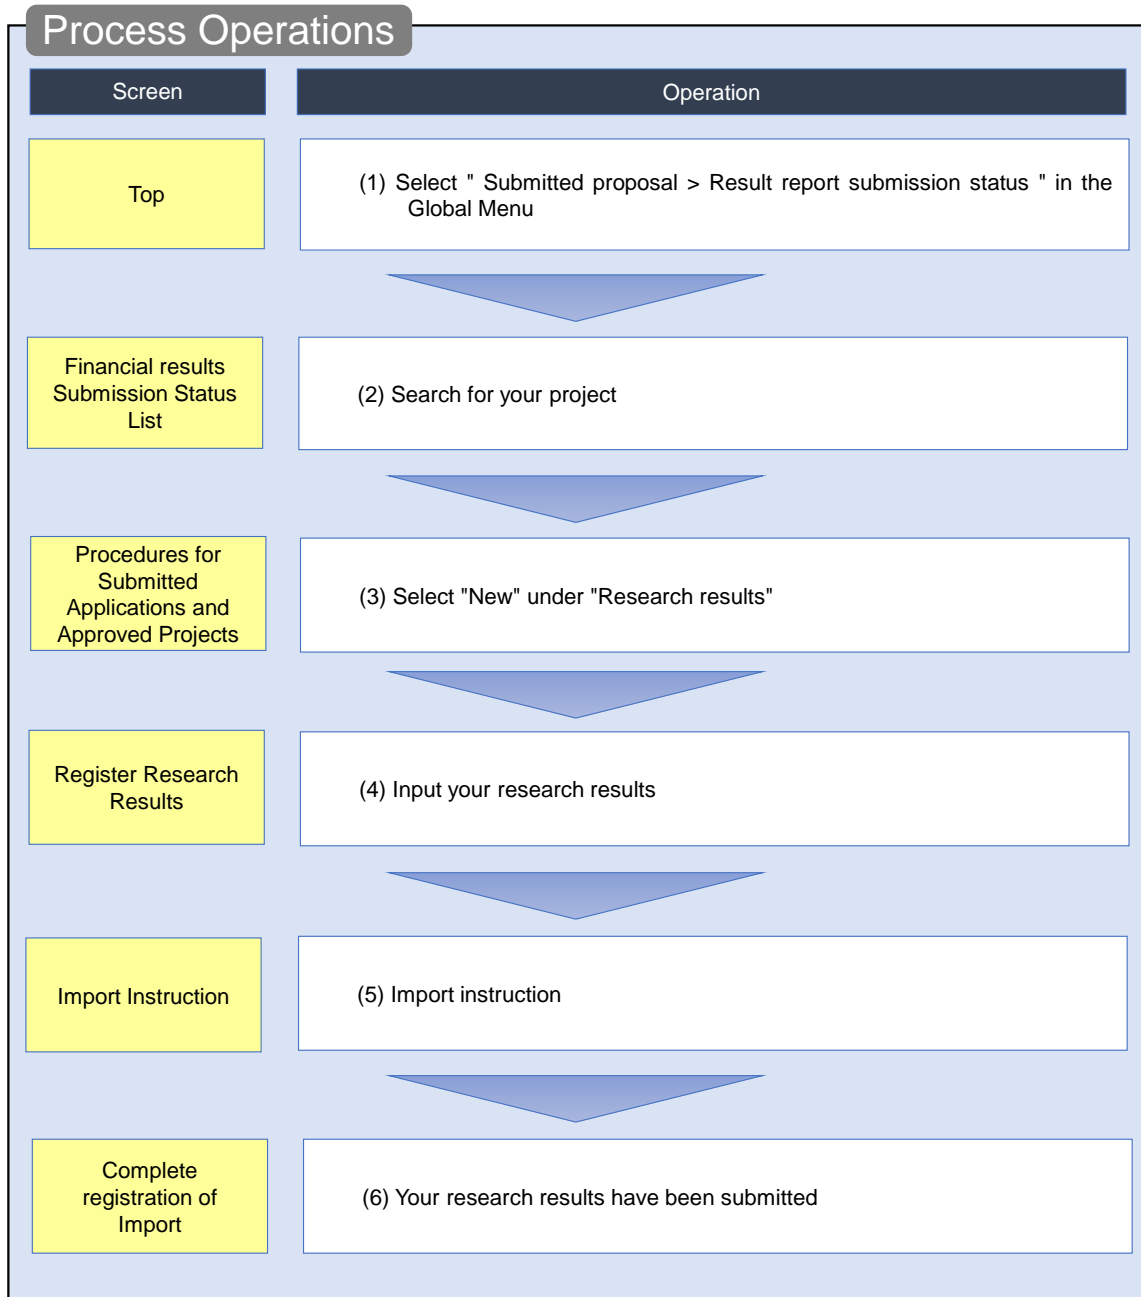 Process Operations
Screen
Operation
Top
(1) Select " Submitted proposal > Result report submission status " in the
Global Menu
Financial results
Submission Status
List
(2) Search for your project
Procedures for
Submitted
Applications and
Approved Projects
(3) Select "New" under "Research results"
Register Research
Results
(4) Input your research results
Import Instruction
(5) Import instruction
Complete
registration of
Import
(6) Your research results have been submitted